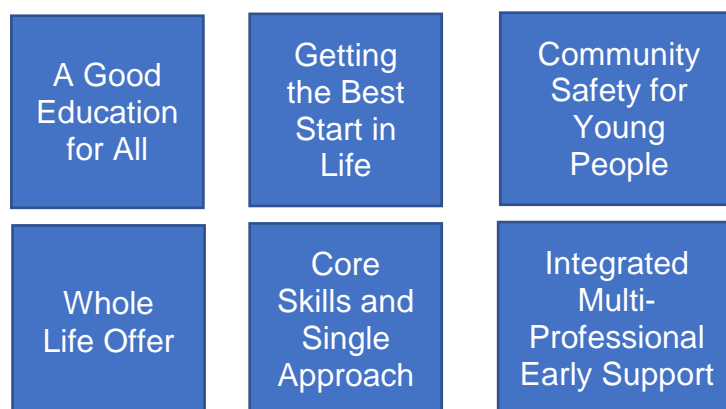 A Good
Education
for All
Getting
the Best
Start in
Life
Community
Safety for
Young
People
Whole
Life Offer
Core
Skills and
Single
Approach
Integrated
Multi-
Professional
Early Support